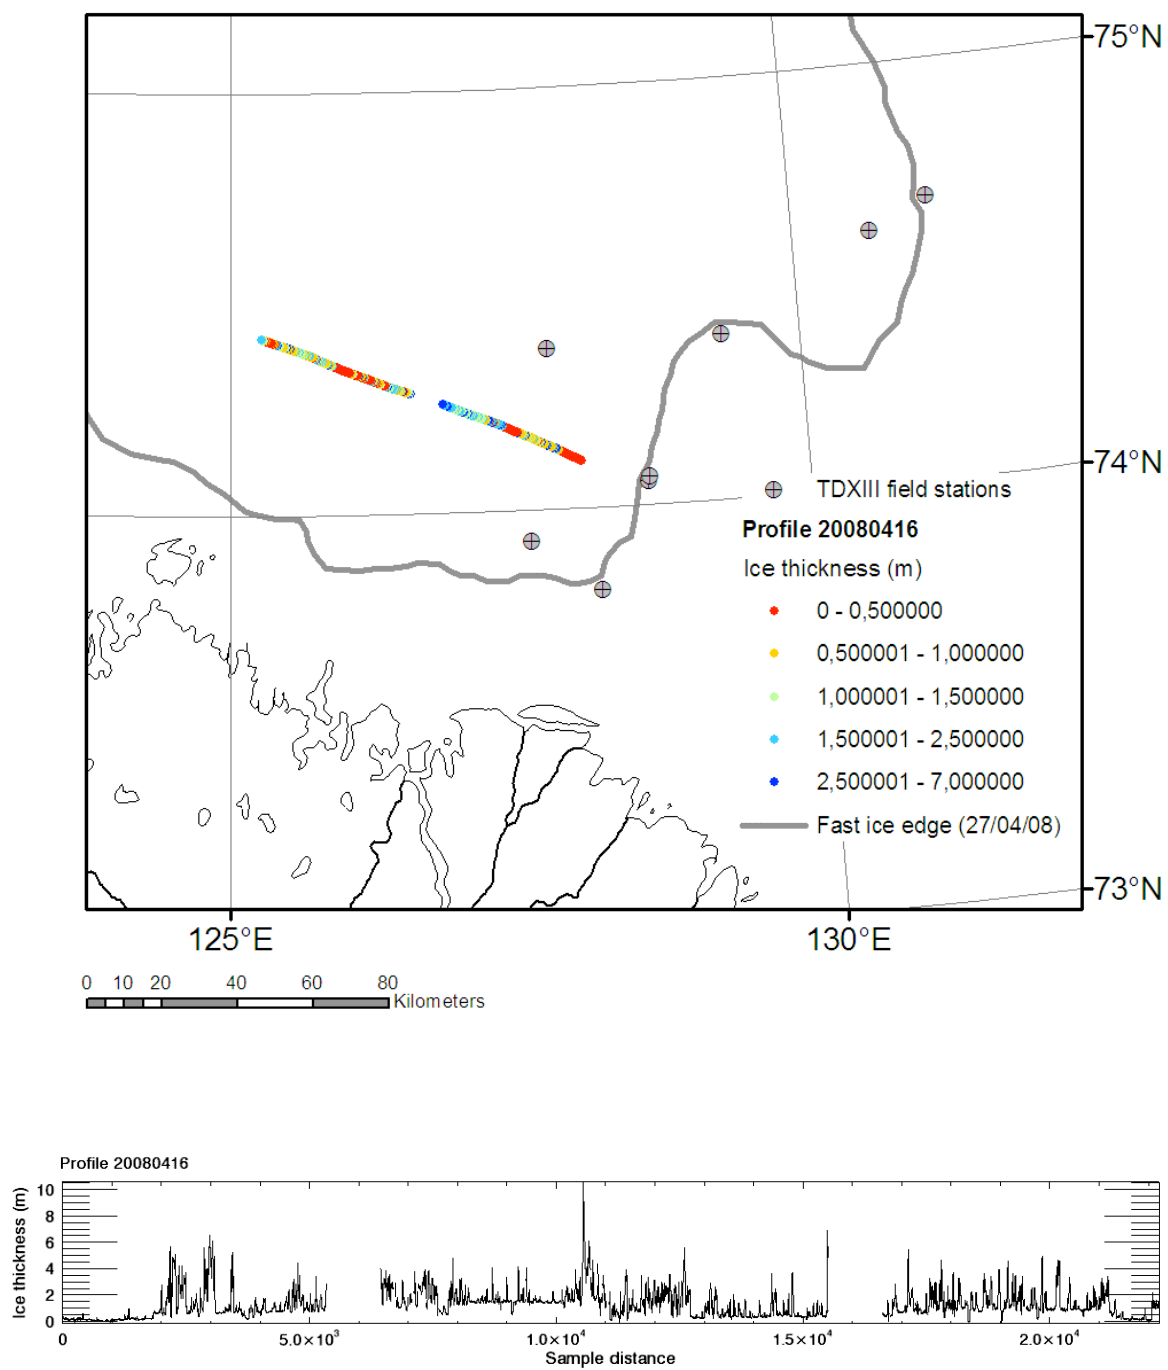 75°N
74°N
TDXIII field stations
Profile 20080416
Ice thickness (m)
0 - 0,500000
0,500001 - 1,000000
1,000001 - 1,500000
1,500001 - 2,500000
2,500001 - 7,000000
Fast ice edge (27/04/08)
73°N
125°E 130°E
0 10 20 40 60 80
Kilometers
Profile 20080416
Ice thickness (m)
10
8
6
4
2
0
0 5.0×10³ 1.0×10⁴ 1.5×10⁴ 2.0×10⁴
Sample distance